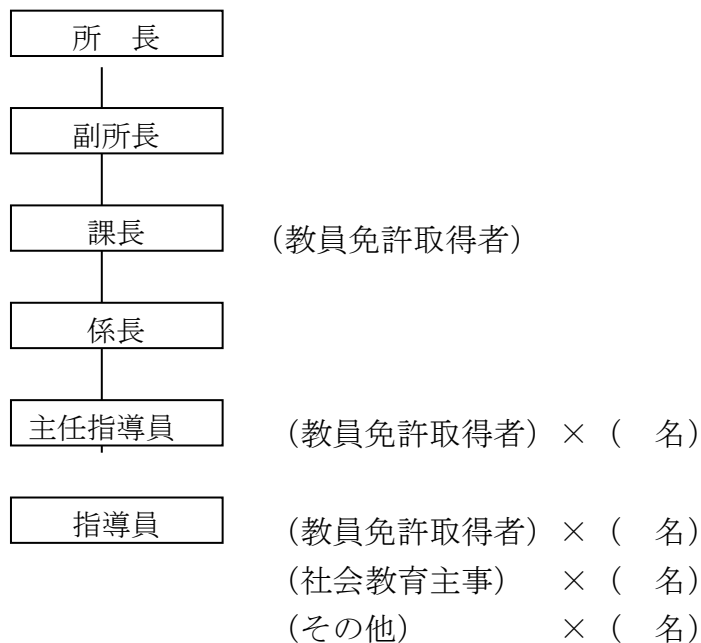 所　長
副所長
課長　（教員免許取得者）
係長
主任指導員　（教員免許取得者）×（　名）
指導員　（教員免許取得者）×（　名）
（社会教育主事）　×（　名）
（その他）　×（　名）